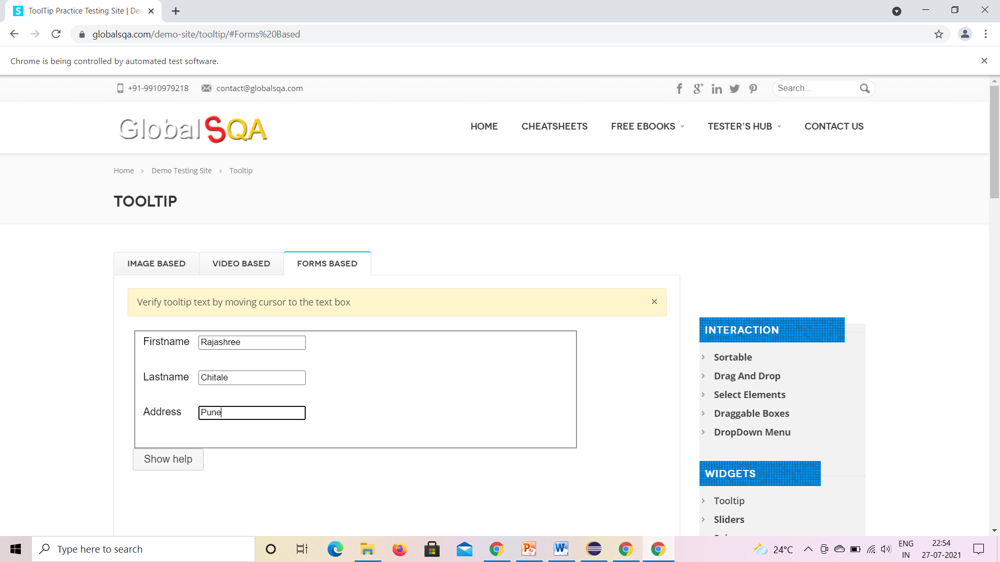 ToolTip Practice Testing Site | De
globalsqa.com/demo-site/tooltip/#Forms%20Based
Chrome is being controlled by automated test software.
+91-9910979218 contact@globalsqa.com Search...
GlobalSQA
HOME CHEATSHEETS FREE EBOOKS TESTER'S HUB CONTACT US
Home › Demo Testing Site › Tooltip
TOOLTIP
IMAGE BASED VIDEO BASED FORMS BASED
Verify tooltip text by moving cursor to the text box
Firstname Rajashree
Lastname Chitale
Address Pune
Show help
INTERACTION
Sortable
Drag And Drop
Select Elements
Draggable Boxes
DropDown Menu
WIDGETS
Tooltip
Sliders
Type here to search
24°C
ENG
IN
22:54
27-07-2021